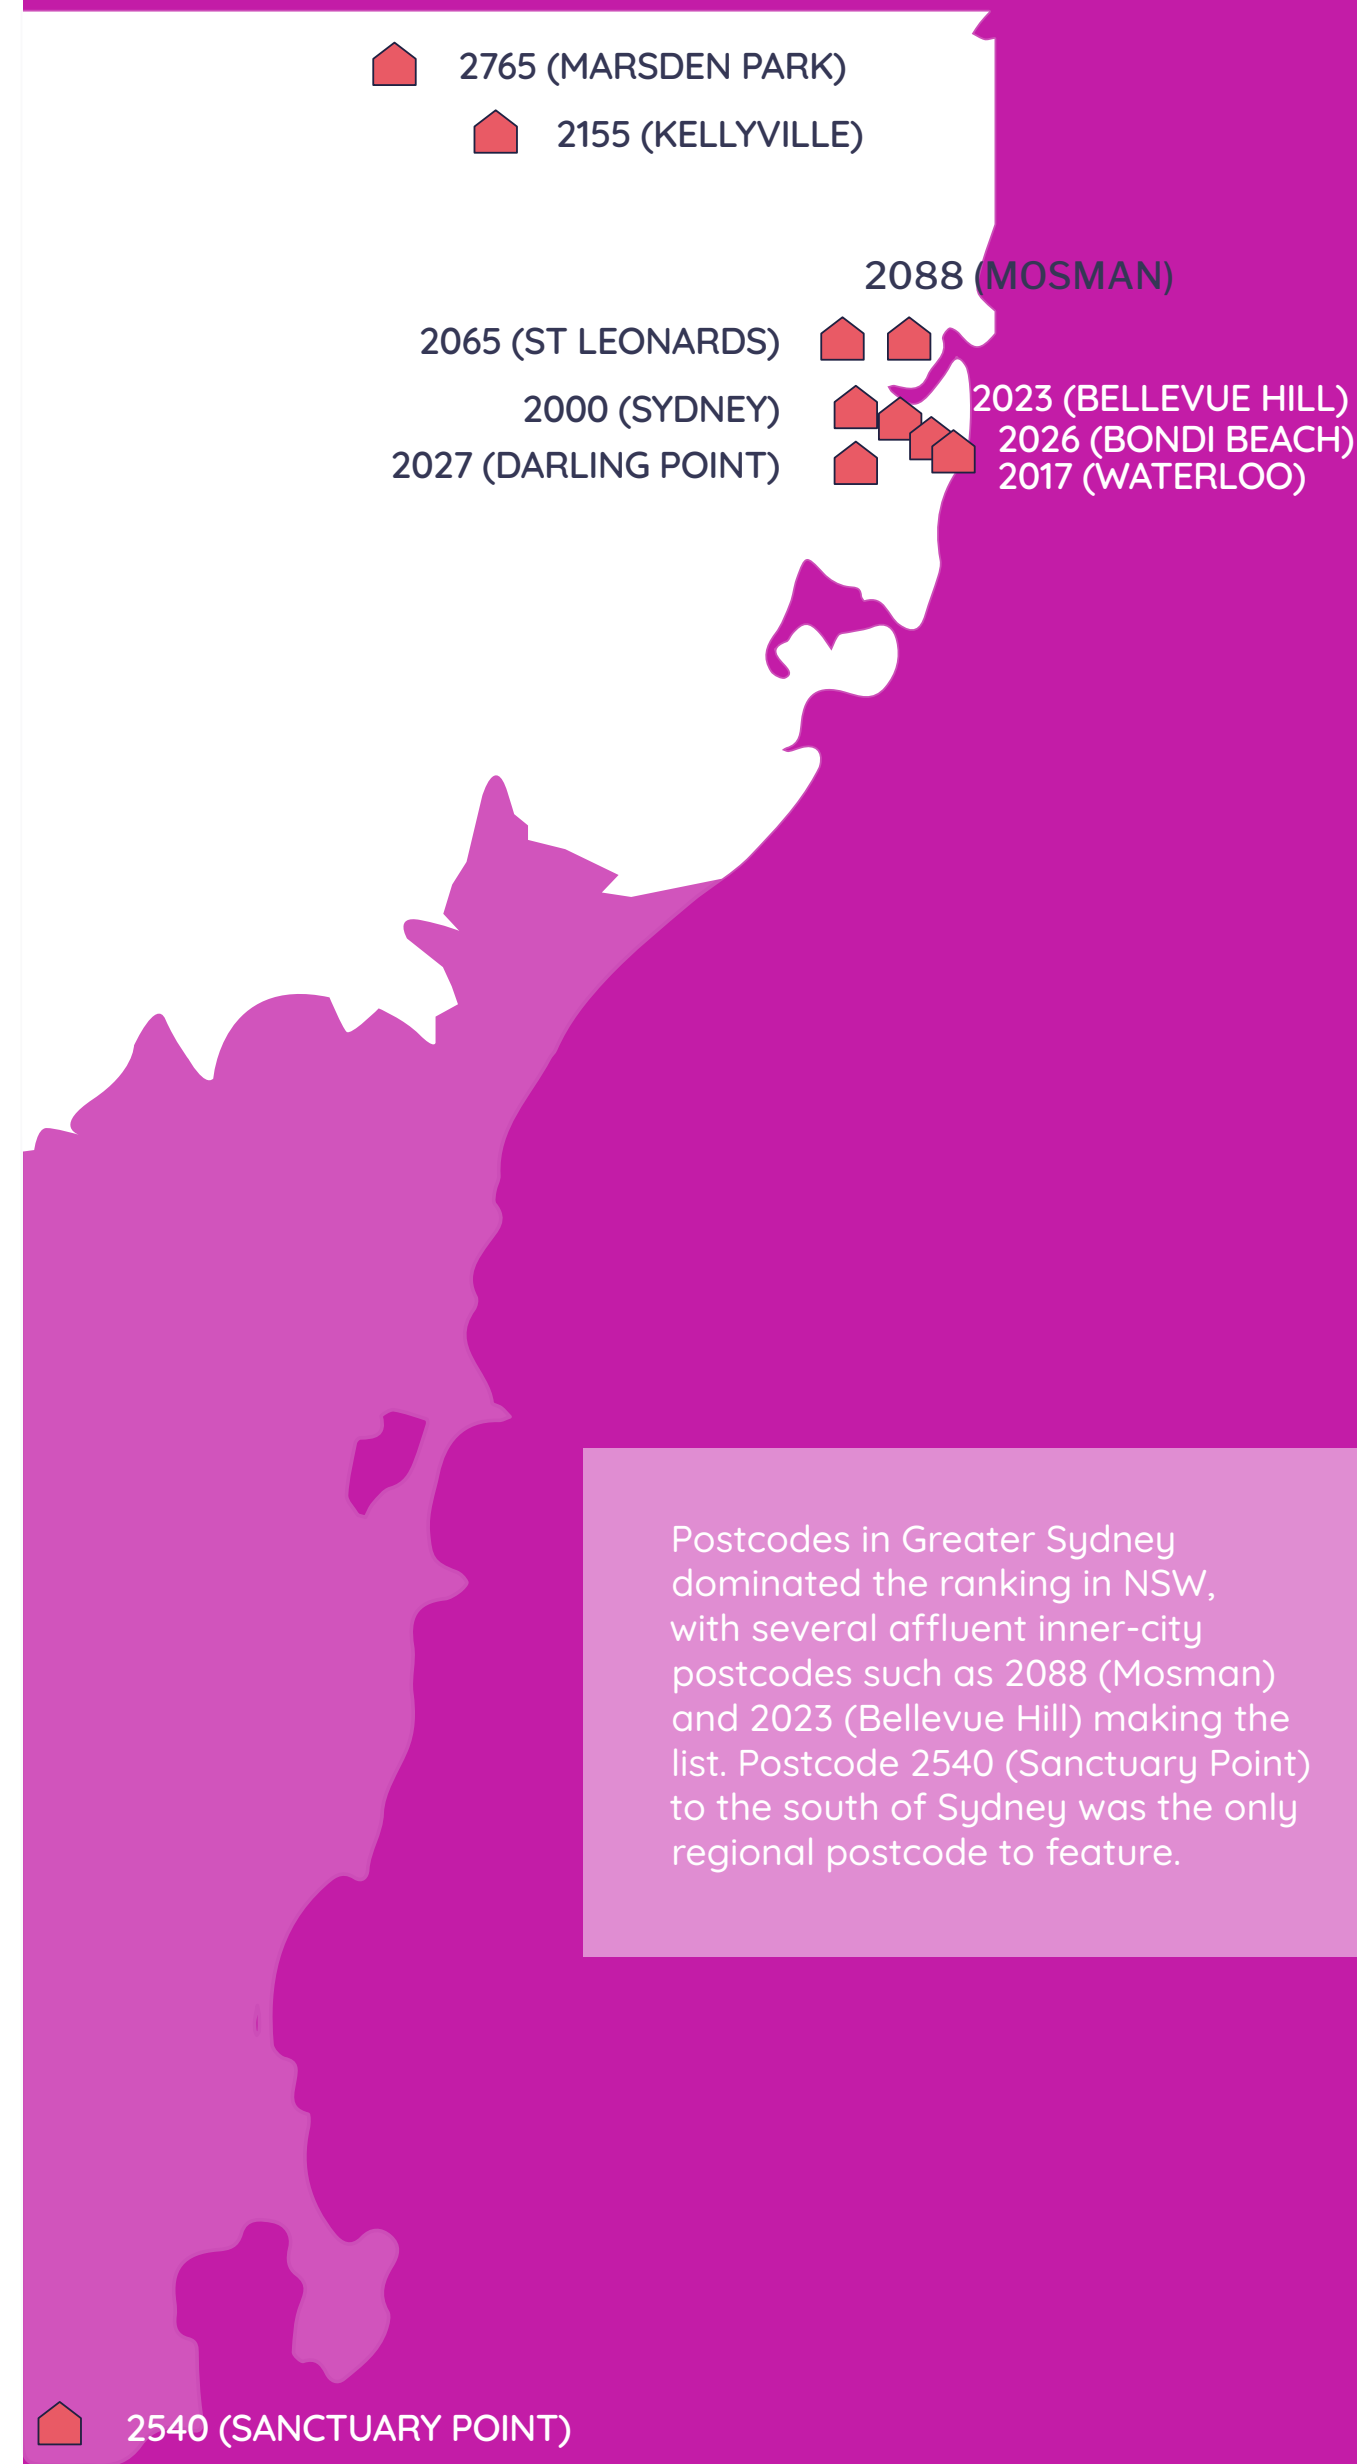 2765 (MARSDEN PARK)
2155 (KELLYVILLE)
2088 (MOSMAN)
2065 (ST LEONARDS)
2000 (SYDNEY)
2023 (BELLEVUE HILL)
2026 (BONDI BEACH)
2027 (DARLING POINT)
2017 (WATERLOO)
Postcodes in Greater Sydney
dominated the ranking in NSW,
with several affluent inner-city
postcodes such as 2088 (Mosman)
and 2023 (Bellevue Hill) making the
list. Postcode 2540 (Sanctuary Point)
to the south of Sydney was the only
regional postcode to feature.
2540 (SANCTUARY POINT)